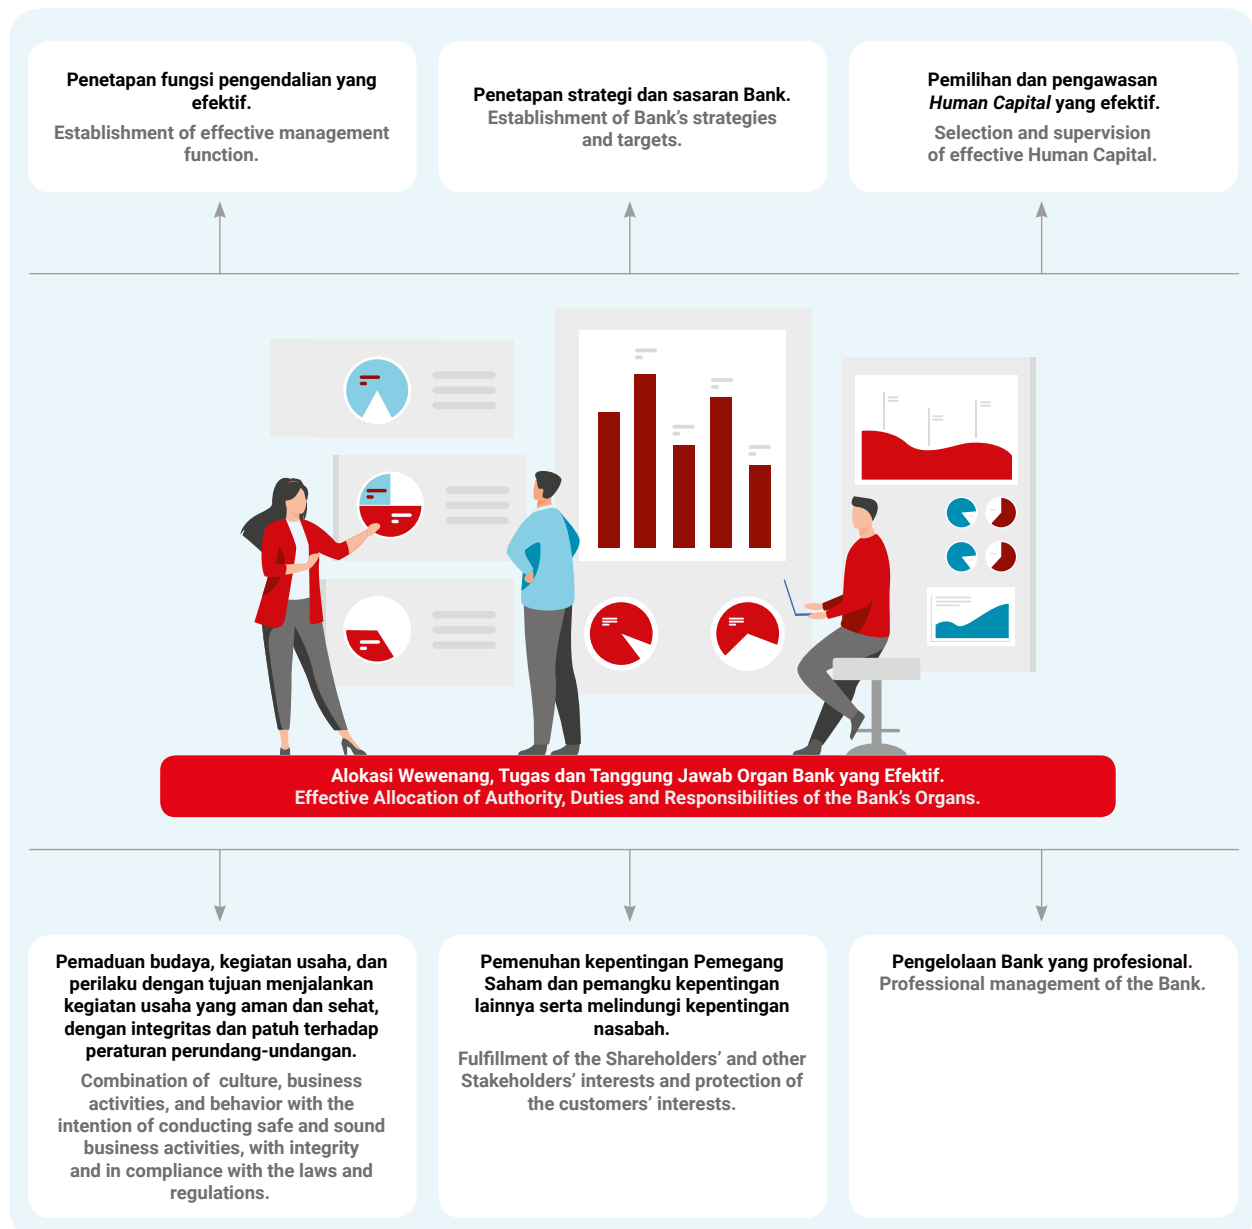 Penetapan fungsi pengendalian yang
efektif.
Establishment of effective management
function.
Penetapan strategi dan sasaran Bank.
Establishment of Bank’s strategies
and targets.
Pemilihan dan pengawasan
Human Capital yang efektif.
Selection and supervision
of effective Human Capital.
Alokasi Wewenang, Tugas dan Tanggung Jawab Organ Bank yang Efektif.
Effective Allocation of Authority, Duties and Responsibilities of the Bank’s Organs.
Pemaduan budaya, kegiatan usaha, dan
perilaku dengan tujuan menjalankan
kegiatan usaha yang aman dan sehat,
dengan integritas dan patuh terhadap
peraturan perundang-undangan.
Combination of culture, business
activities, and behavior with the
intention of conducting safe and sound
business activities, with integrity
and in compliance with the laws and
regulations.
Pemenuhan kepentingan Pemegang
Saham dan pemangku kepentingan
lainnya serta melindungi kepentingan
nasabah.
Fulfillment of the Shareholders’ and other
Stakeholders’ interests and protection of
the customers’ interests.
Pengelolaan Bank yang profesional.
Professional management of the Bank.